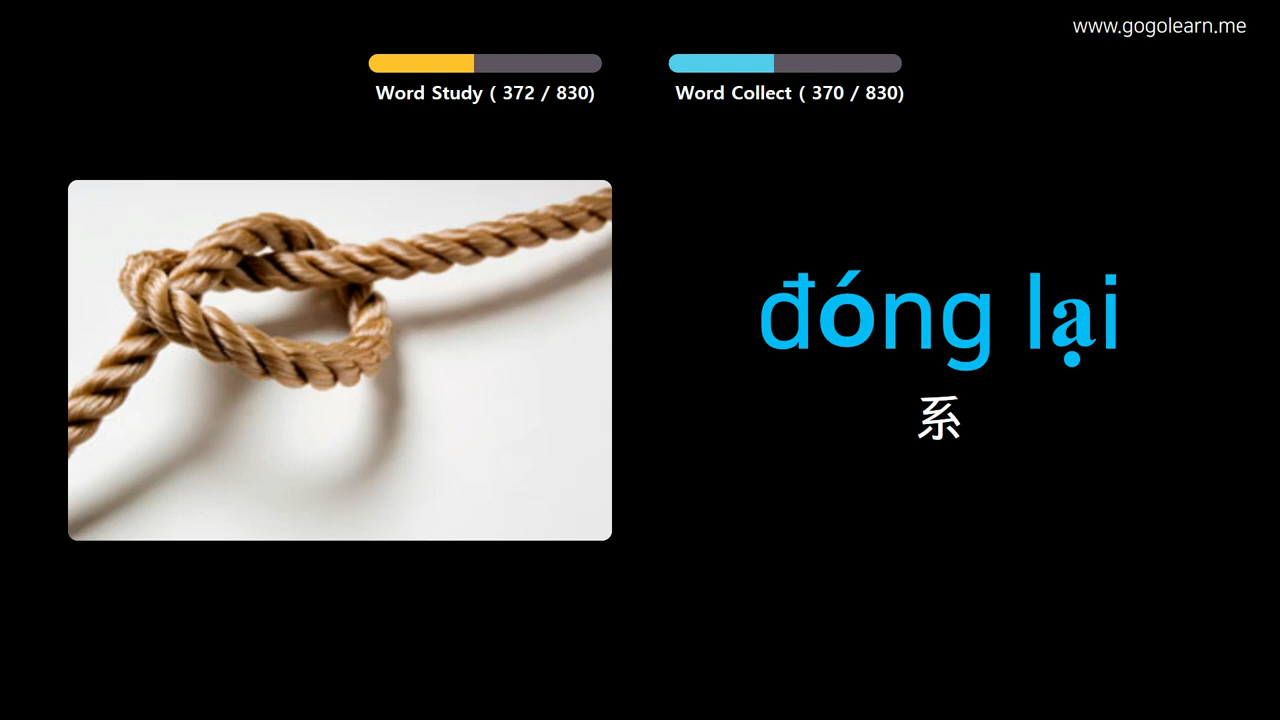 www.gogolearn.me
Word Study ( 372 / 830)
Word Collect ( 370 / 830)
đóng lại
系